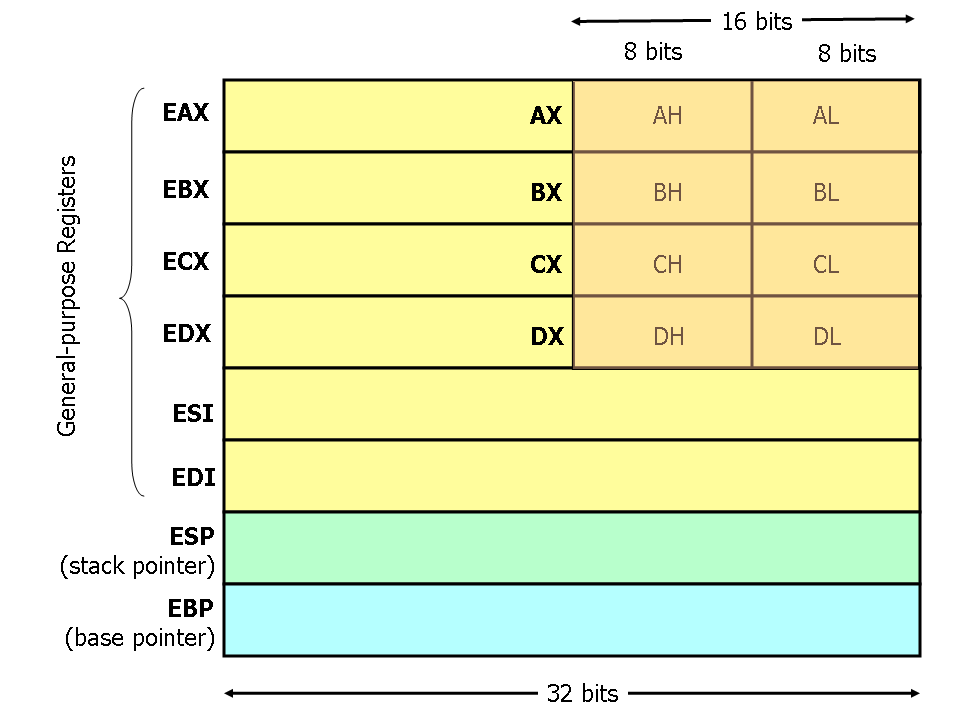 16 bits
8 bits 8 bits
General-purpose Registers
EAX AX AH AL
EBX BX BH BL
ECX CX CH CL
EDX DX DH DL
ESI
EDI
ESP
(stack pointer)
EBP
(base pointer)
32 bits